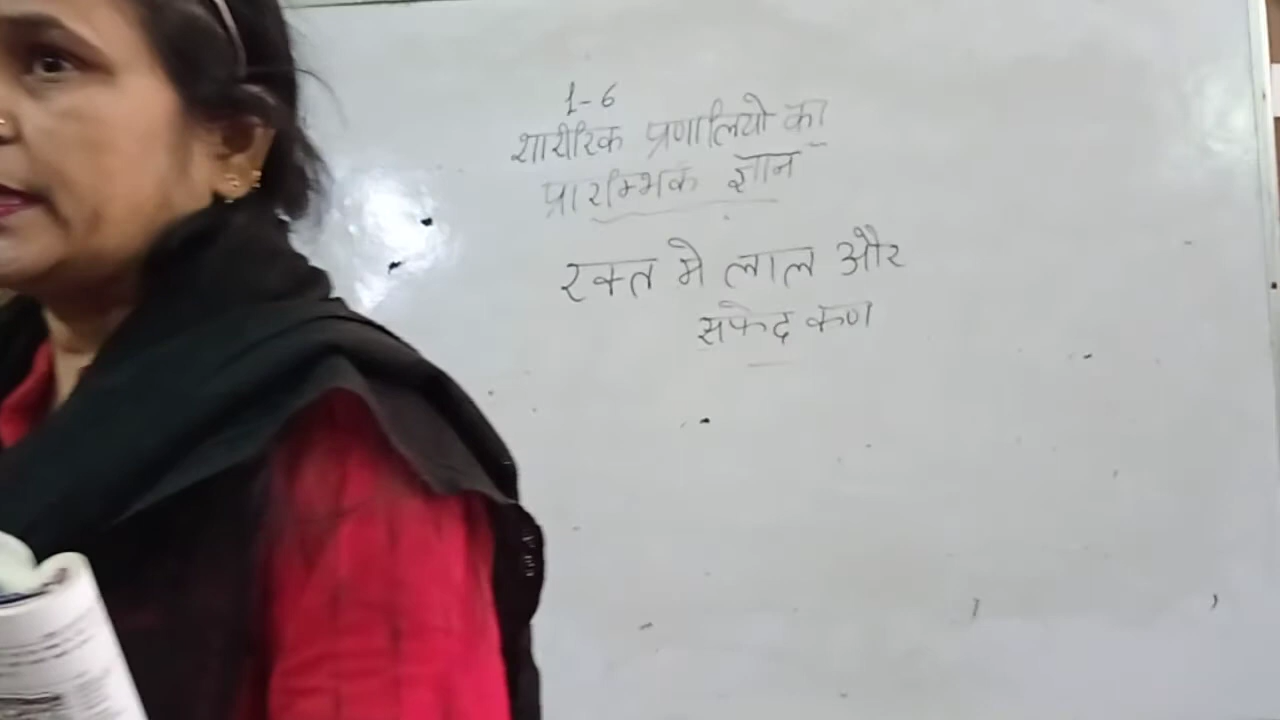 1-6
शारीरिक प्रणालियो का
प्रारम्भिक ज्ञान
रक्त मे लाल और
सफेद कण